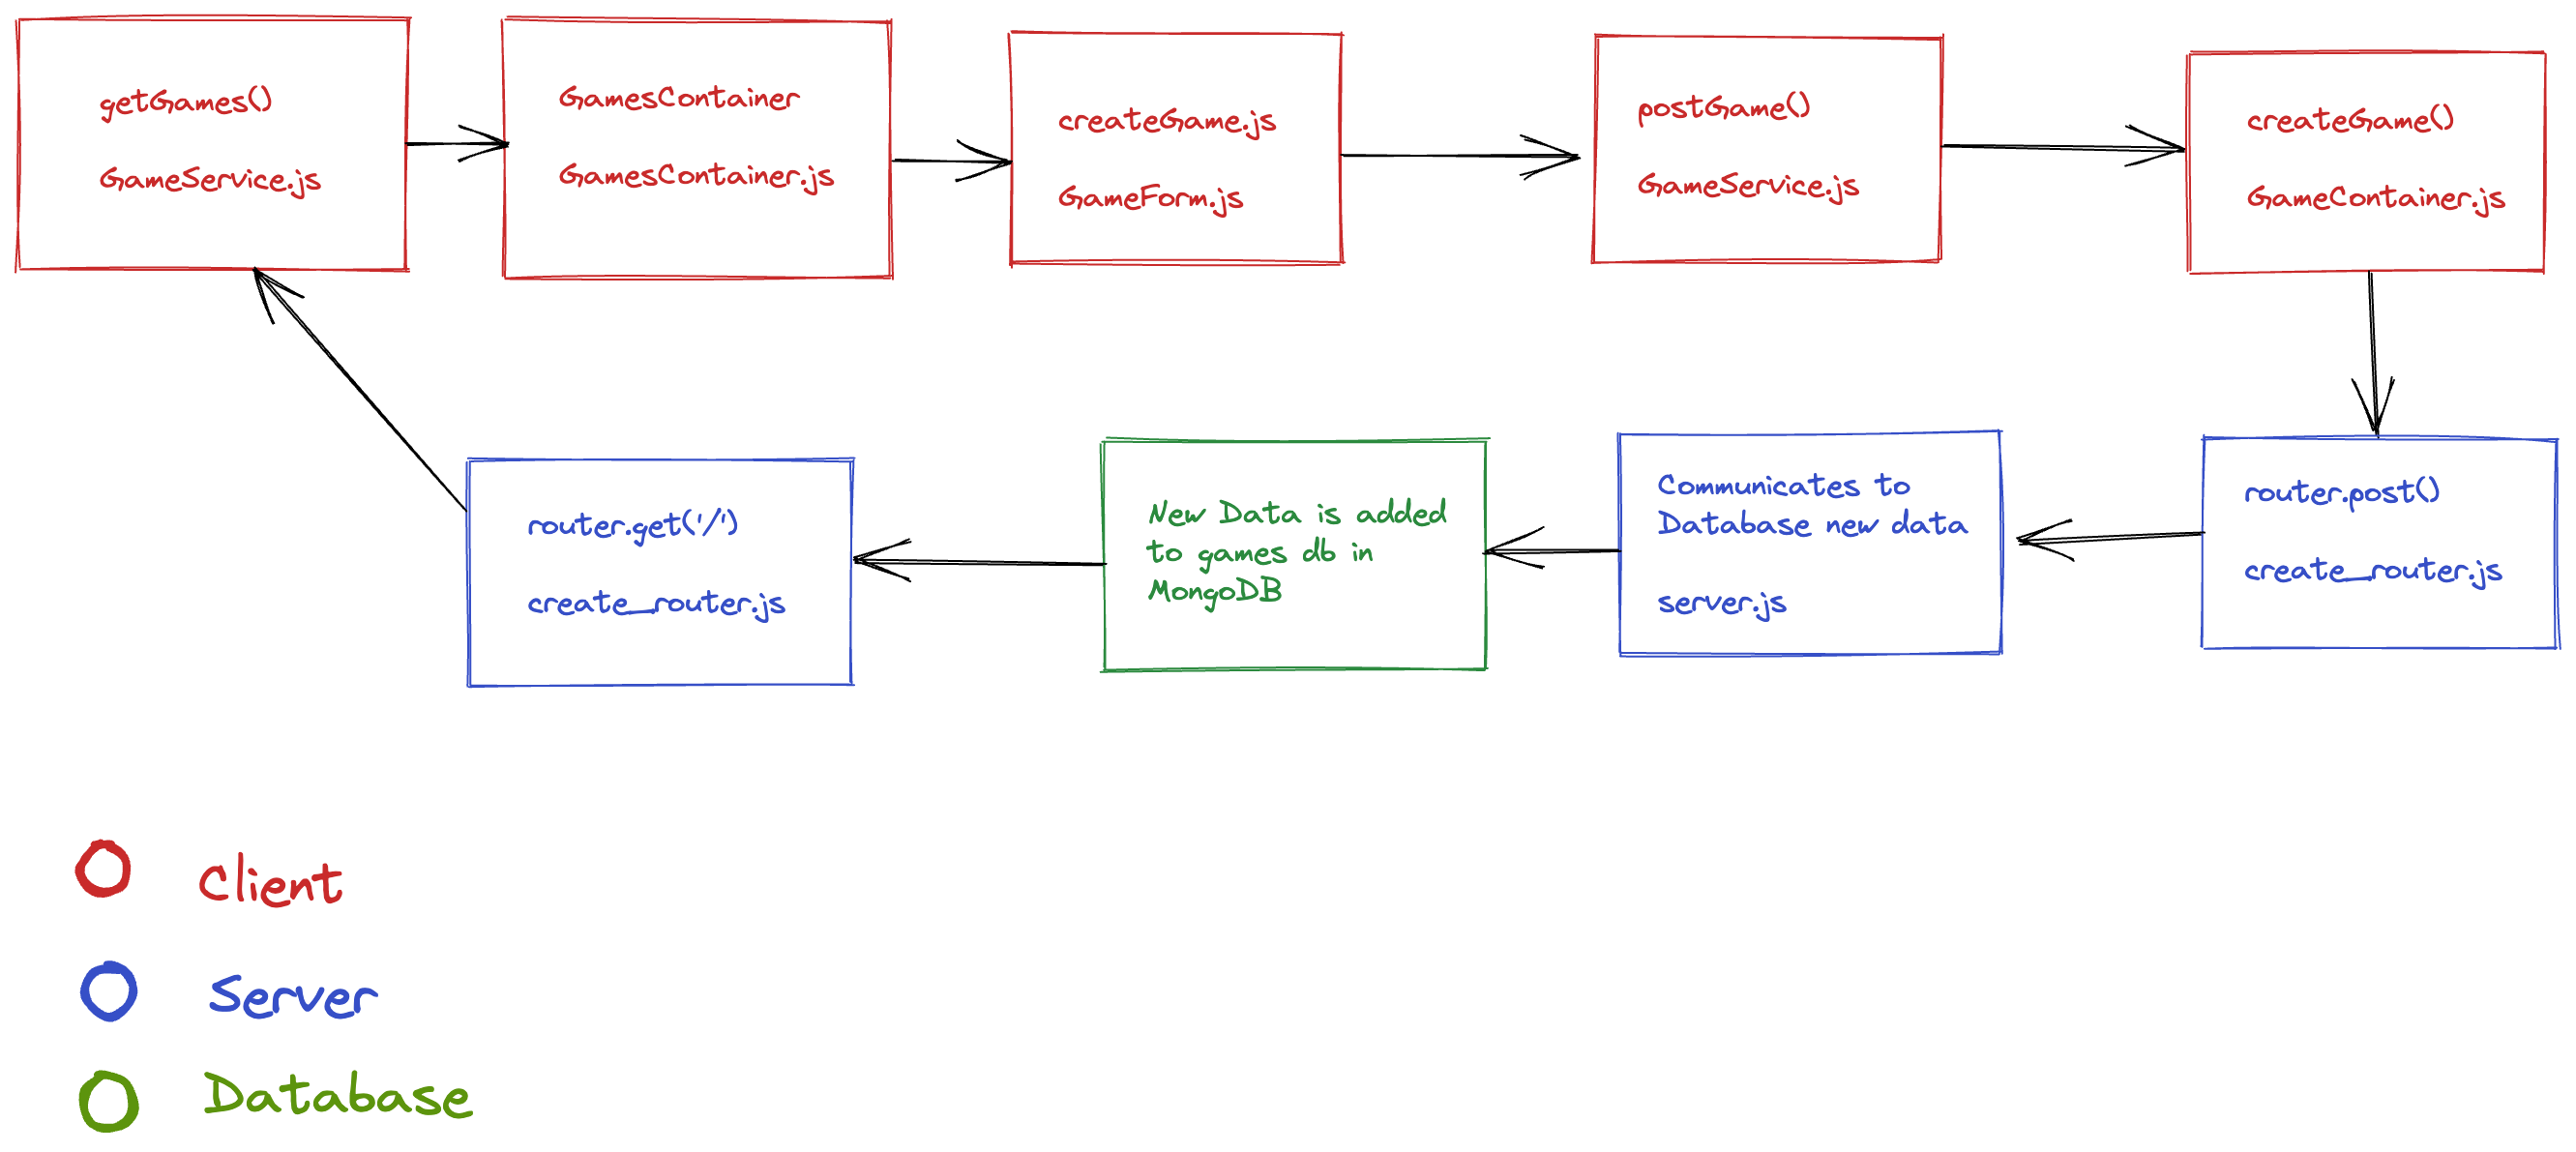 getGames()
GameService.js
GamesContainer
GamesContainer.js
createGame.js
GameForm.js
postGame()
GameService.js
createGame()
GameContainer.js
router.get('/')
create_router.js
New Data is added
to games db in
MongoDB
Communicates to
Database new data
server.js
router.post()
create_router.js
Client
Server
Database